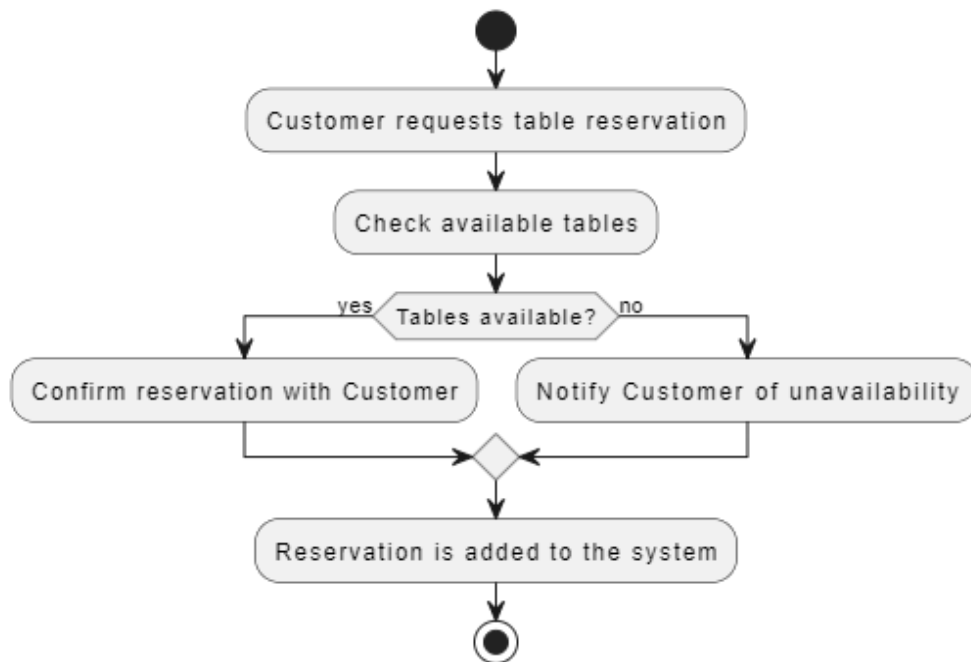 Customer requests table reservation
Check available tables
yes
Tables available?
no
Confirm reservation with Customer
Notify Customer of unavailability
Reservation is added to the system